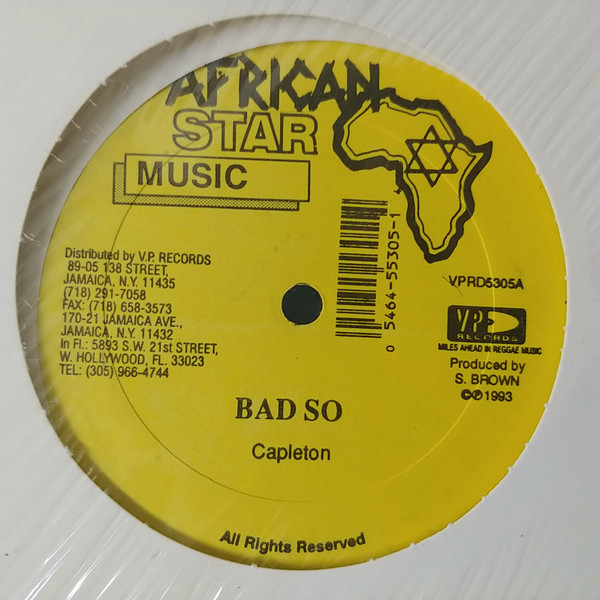 AFRICAN
STAR
MUSIC
Distributed by V.P. RECORDS
89-05 138 STREET,
JAMAICA, N.Y. 11435
(718) 291-7058
FAX: (718) 658-3573
170-21 JAMAICA AVE.,
JAMAICA, N.Y. 11432
In Fl.: 5893 S.W. 21st STREET,
W. HOLLYWOOD, FL. 33023
TEL: (305) 966-4744
0 5464-55305-1
VPRD5305A
VP
RECORDS
MILES AHEAD IN REGGAE MUSIC
Produced by
S. BROWN
©℗ 1993
BAD SO
Capleton
All Rights Reserved